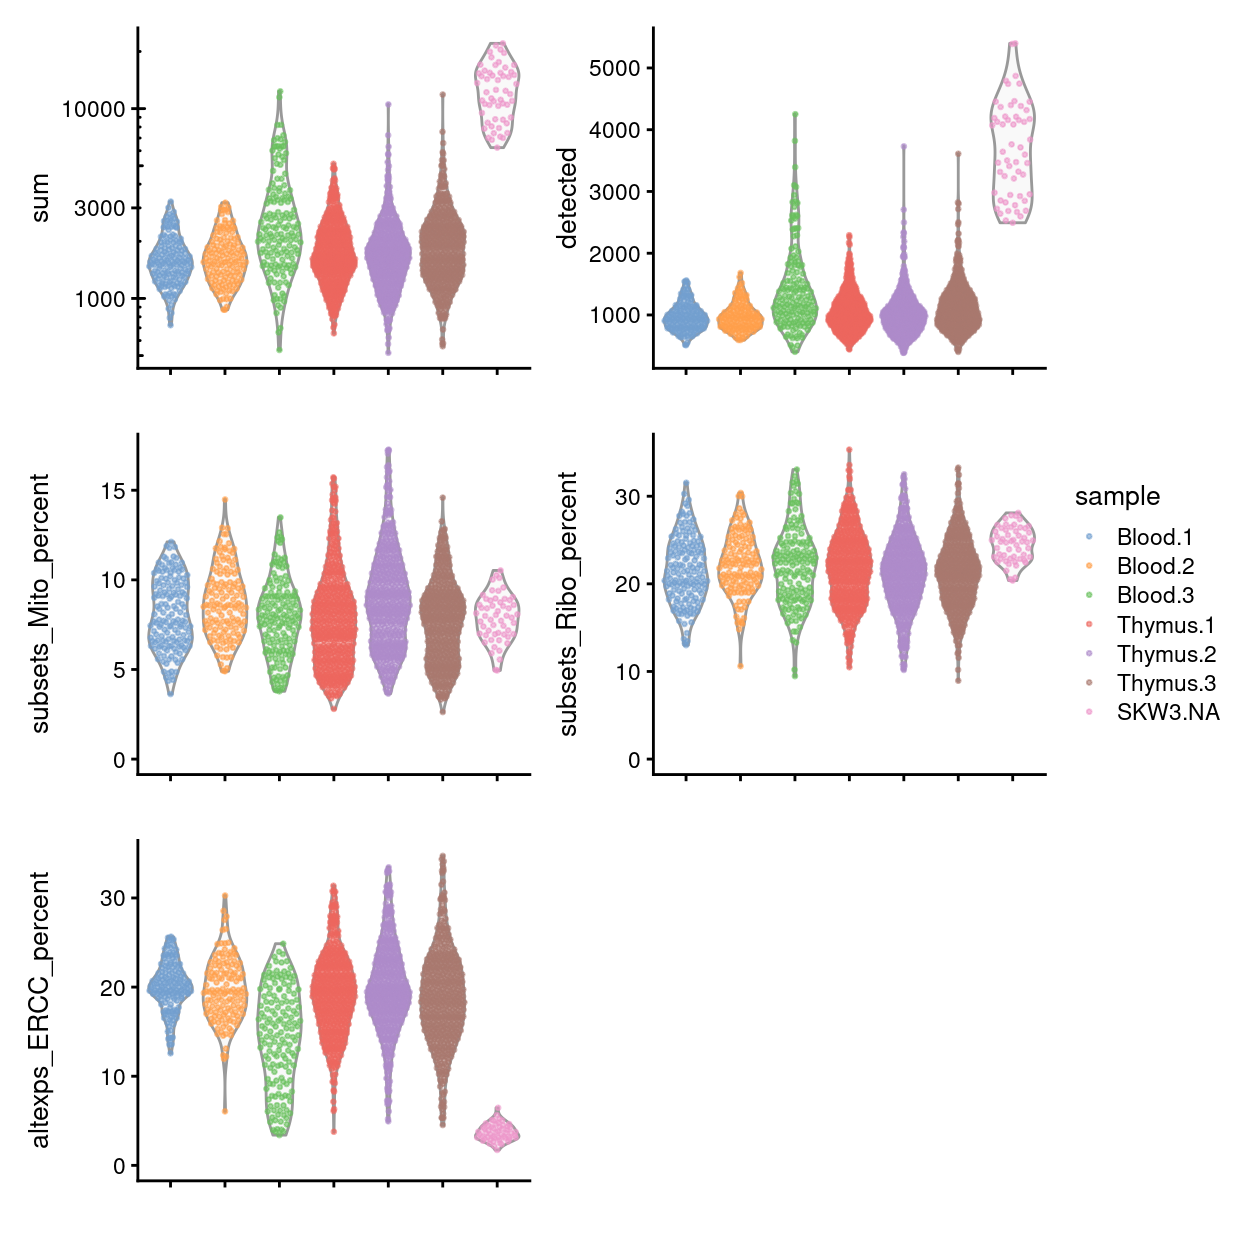 sum
10000
3000
1000
detected
5000
4000
3000
2000
1000
subsets_Mito_percent
15
10
5
0
subsets_Ribo_percent
30
20
10
0
sample
Blood.1
Blood.2
Blood.3
Thymus.1
Thymus.2
Thymus.3
SKW3.NA
altexps_ERCC_percent
30
20
10
0